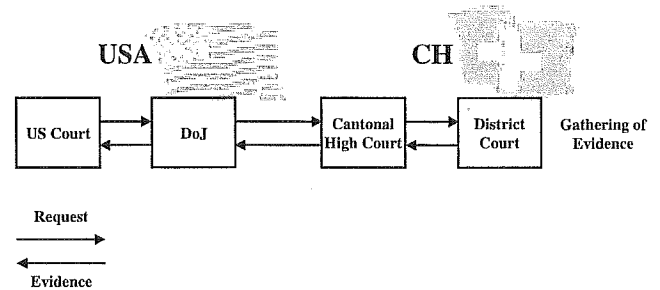 USA
CH
US Court
DoJ
Cantonal
High Court
District
Court
Gathering of
Evidence
Request
Evidence